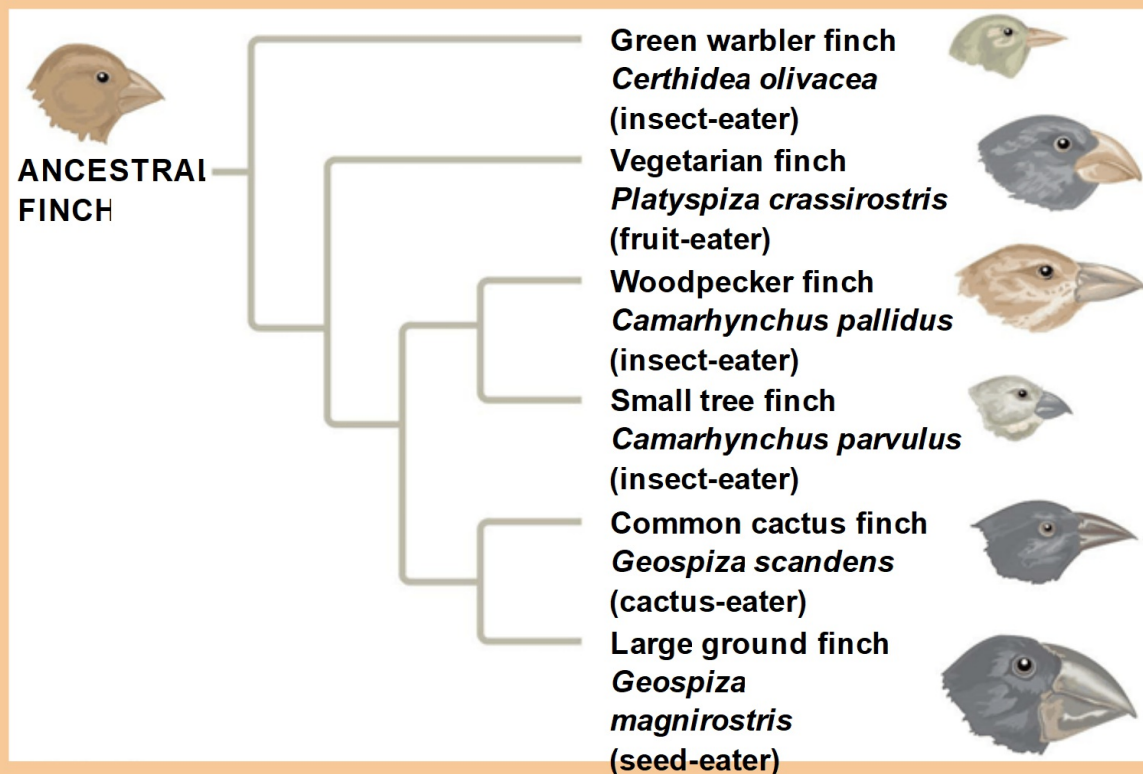 Green warbler finch
Certhidea olivacea
(insect-eater)
ANCESTRAL
FINCH
Vegetarian finch
Platyspiza crassirostris
(fruit-eater)
Woodpecker finch
Camarhynchus pallidus
(insect-eater)
Small tree finch
Camarhynchus parvulus
(insect-eater)
Common cactus finch
Geospiza scandens
(cactus-eater)
Large ground finch
Geospiza
magnirostris
(seed-eater)